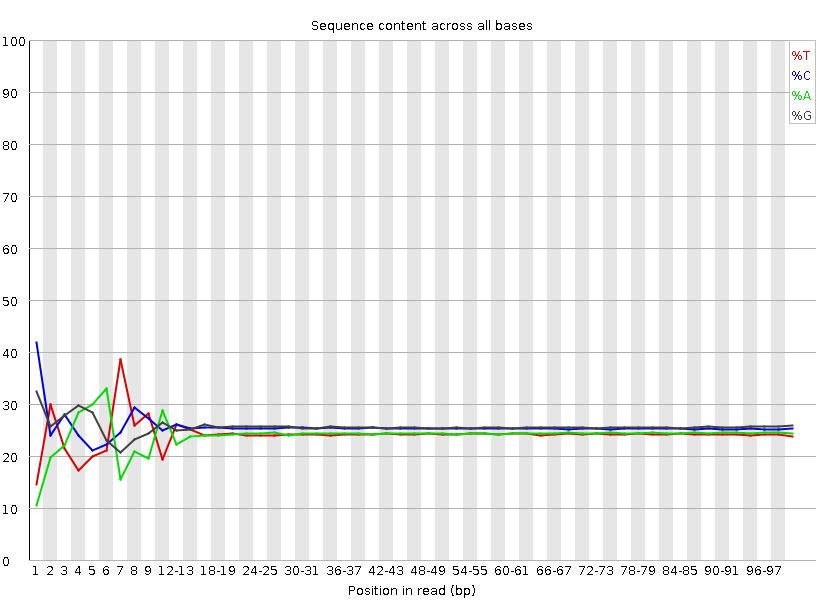 Sequence content across all bases
100
90
80
70
60
50
40
30
20
10
0
%T
%C
%A
%G
1 2 3 4 5 6 7 8 9 12-13 18-19 24-25 30-31 36-37 42-43 48-49 54-55 60-61 66-67 72-73 78-79 84-85 90-91 96-97
Position in read (bp)